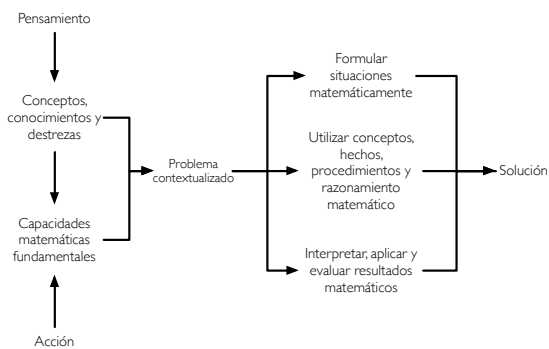 Pensamiento
Conceptos,
conocimientos y
destrezas
Capacidades
matemáticas
fundamentales
Acción
Problema
contextualizado
Formular
situaciones
matemáticamente
Utilizar conceptos,
hechos,
procedimientos y
razonamiento
matemático
Interpretar, aplicar y
evaluar resultados
matemáticos
Solución